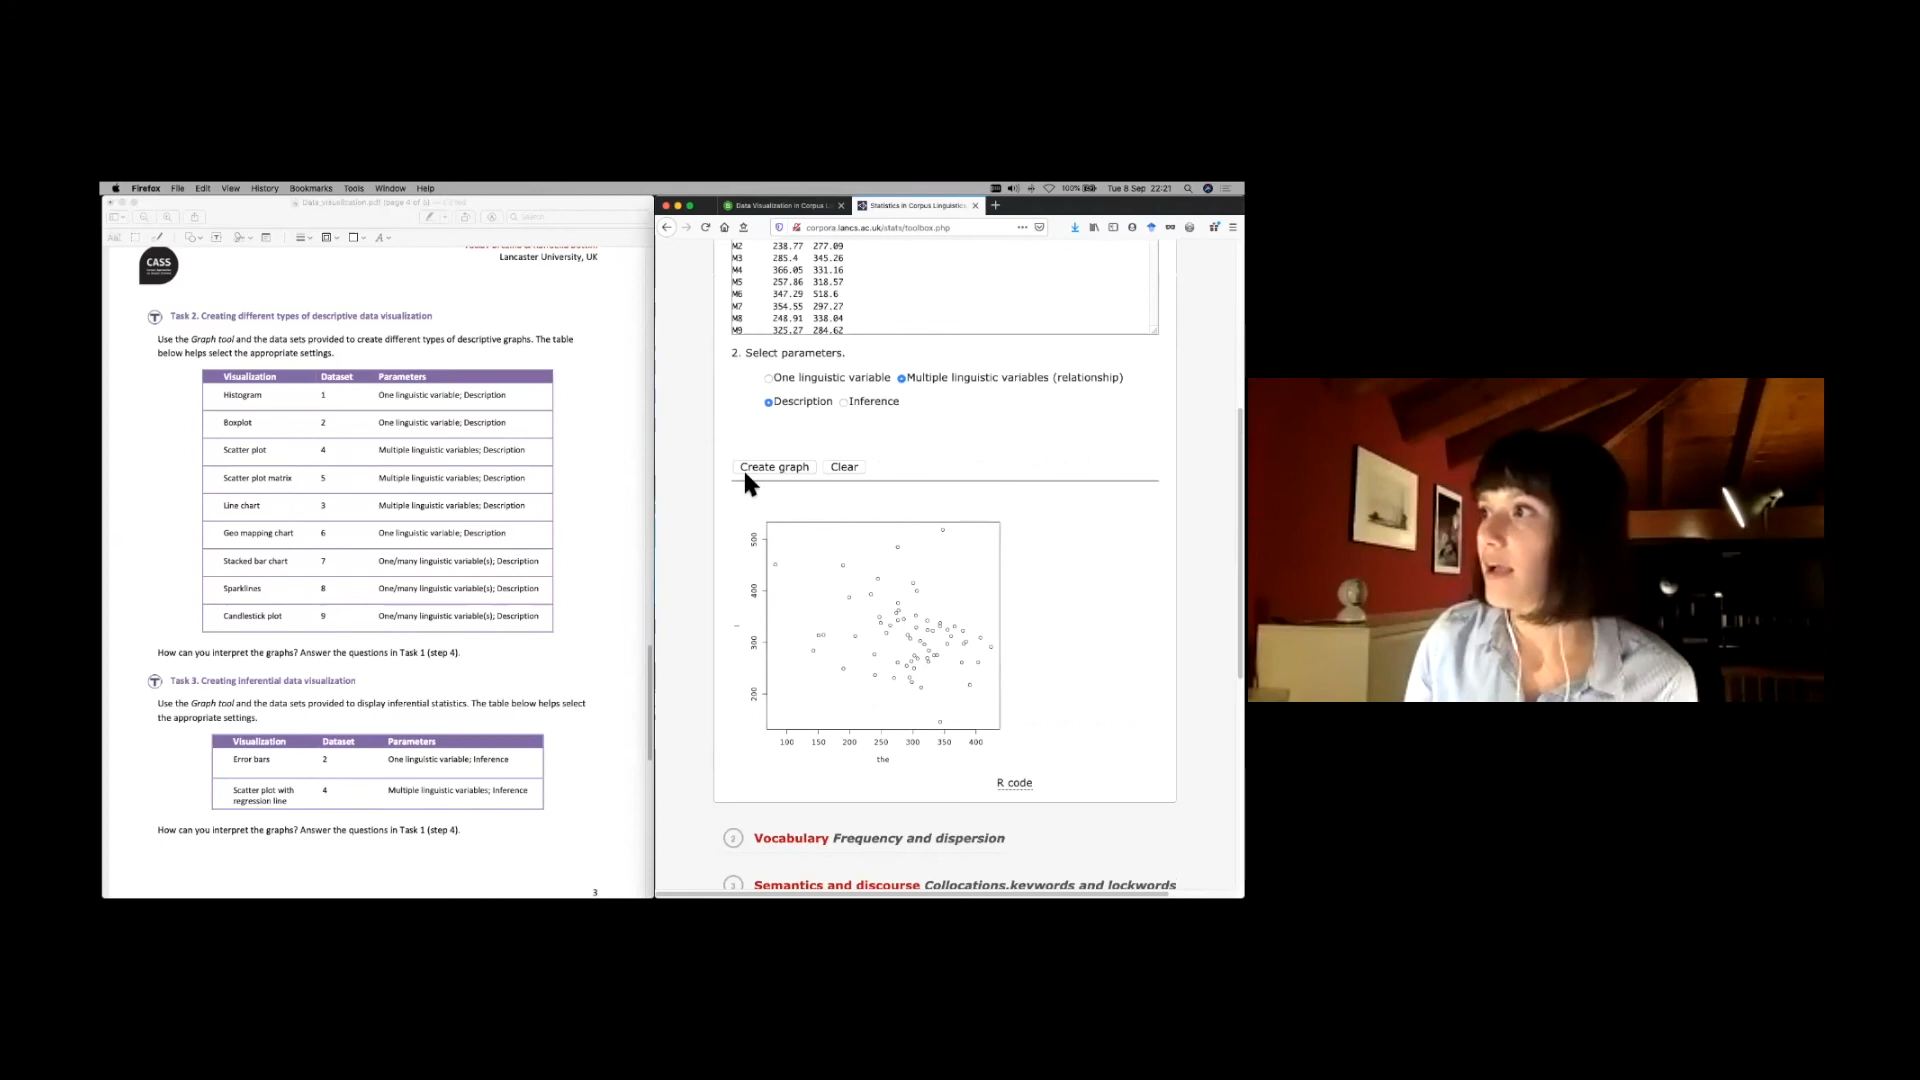 Firefox File Edit View History Bookmarks Tools Window Help
100% Tue 8 Sep 22:21
Data_visualization.pdf (page 4 of 5) — Edited
Search
Lancaster University, UK
CASS
Task 2. Creating different types of descriptive data visualization
Use the Graph tool and the data sets provided to create different types of descriptive graphs. The table
below helps select the appropriate settings.
Visualization Dataset Parameters
Histogram 1 One linguistic variable; Description
Boxplot 2 One linguistic variable; Description
Scatter plot 4 Multiple linguistic variables; Description
Scatter plot matrix 5 Multiple linguistic variables; Description
Line chart 3 Multiple linguistic variables; Description
Geo mapping chart 6 One linguistic variable; Description
Stacked bar chart 7 One/many linguistic variable(s); Description
Sparklines 8 One/many linguistic variable(s); Description
Candlestick plot 9 One/many linguistic variable(s); Description
How can you interpret the graphs? Answer the questions in Task 1 (step 4).
Task 3. Creating inferential data visualization
Use the Graph tool and the data sets provided to display inferential statistics. The table below helps select
the appropriate settings.
Visualization Dataset Parameters
Error bars 2 One linguistic variable; Inference
Scatter plot with
regression line 4 Multiple linguistic variables; Inference
How can you interpret the graphs? Answer the questions in Task 1 (step 4).
3
Data Visualization in Corpus Li
Statistics in Corpus Linguistics
corpora.lancs.ac.uk/stats/toolbox.php
M2 238.77 277.09
M3 285.4 345.26
M4 366.05 331.16
M5 257.86 318.57
M6 347.29 518.6
M7 354.55 297.27
M8 248.91 338.04
M9 325.27 284.62
2. Select parameters.
One linguistic variable Multiple linguistic variables (relationship)
Description Inference
Create graph Clear
500
400
300
200
I
100 150 200 250 300 350 400
the
R code
2 Vocabulary Frequency and dispersion
3 Semantics and discourse Collocations, keywords and lockwords